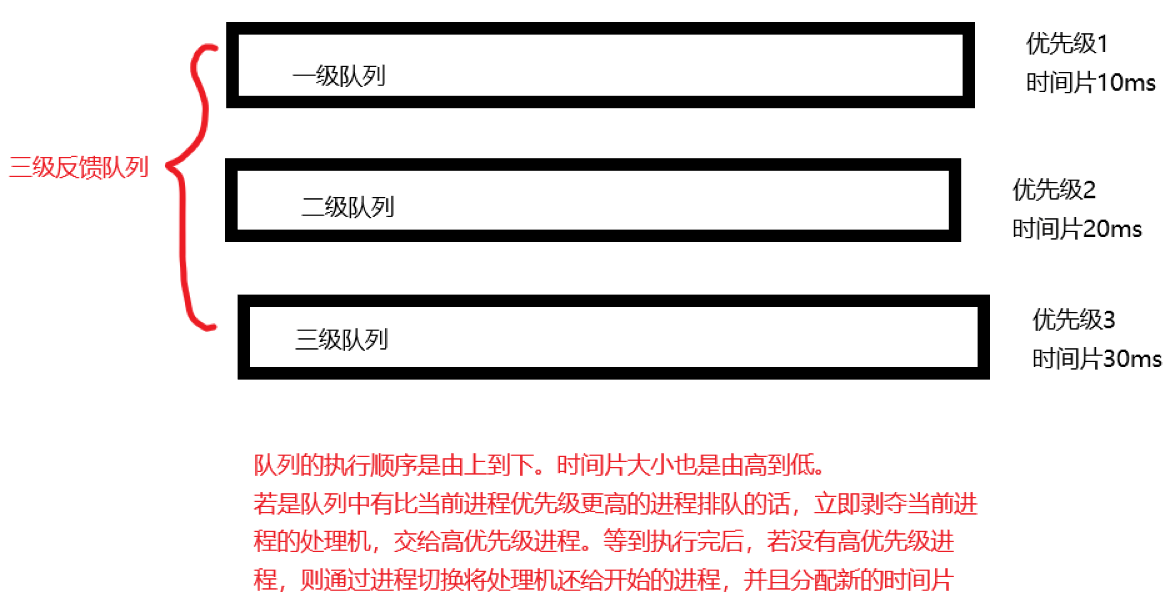 一级队列
优先级1
时间片10ms
三级反馈队列
二级队列
优先级2
时间片20ms
三级队列
优先级3
时间片30ms
队列的执行顺序是由上到下。时间片大小也是由高到低。
若是队列中有比当前进程优先级更高的进程排队的话，立即剥夺当前进
程的处理机，交给高优先级进程。等到执行完后，若没有高优先级进
程，则通过进程切换将处理机还给开始的进程，并且分配新的时间片